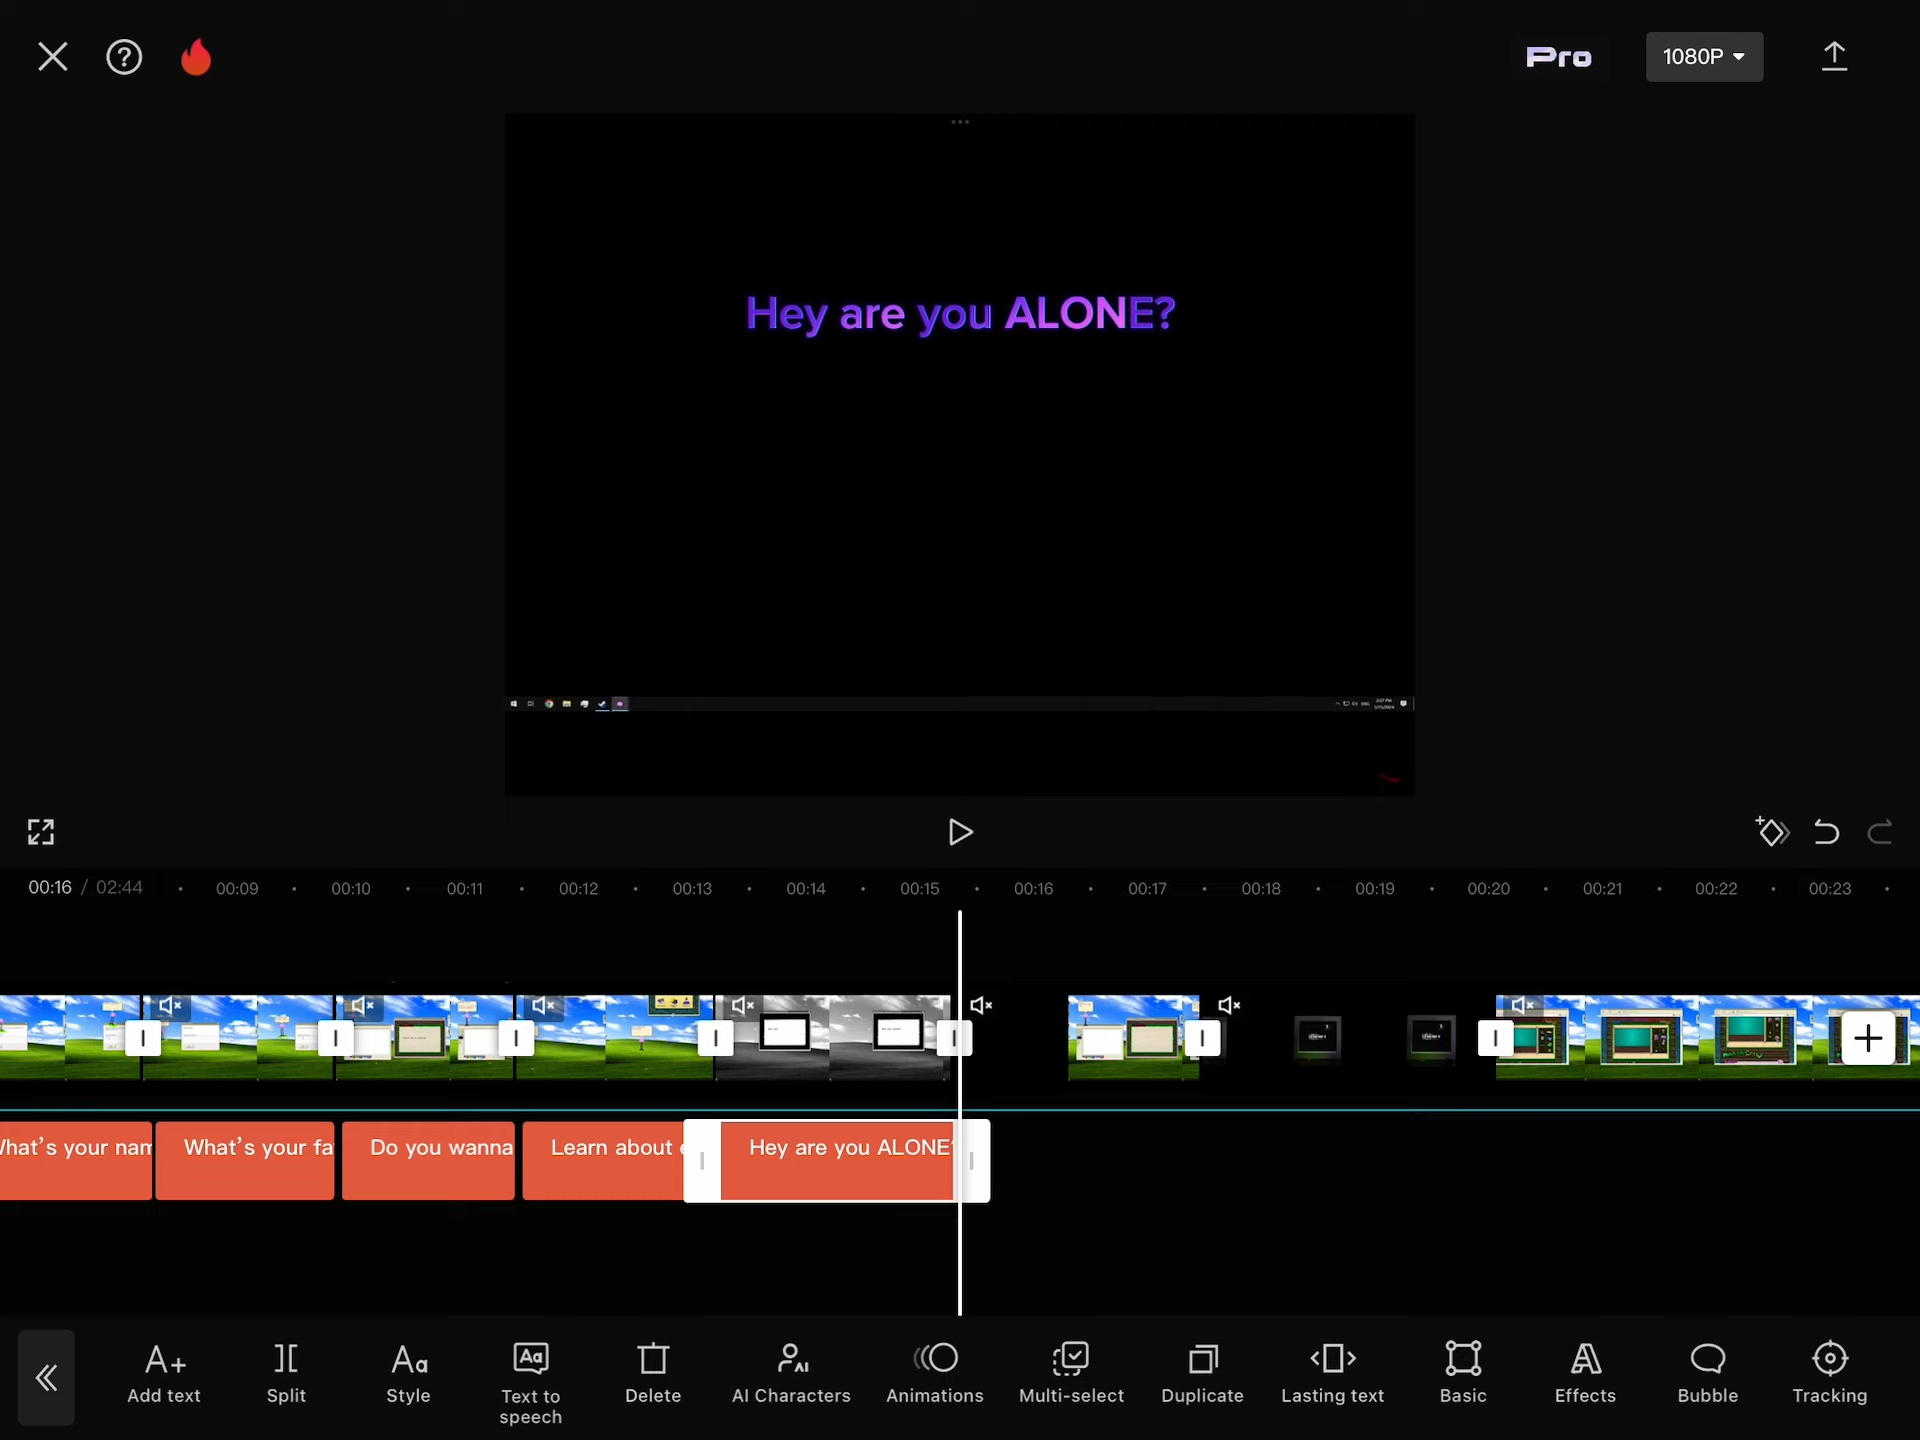 Pro
1080P
Hey are you ALONE?
00:16 / 02:44
00:09
00:10
00:11
00:12
00:13
00:14
00:15
00:16
00:17
00:18
00:19
00:20
00:21
00:22
00:23
What's your nam
What's your fa
Do you wanna
Learn about
Hey are you ALONE
Add text
Split
Style
Text to
speech
Delete
AI Characters
Animations
Multi-select
Duplicate
Lasting text
Basic
Effects
Bubble
Tracking